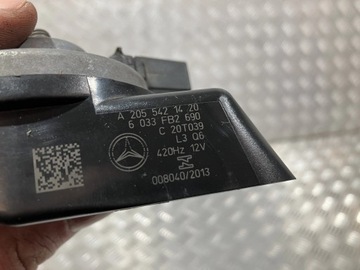 A 205 542 14 20
6 033 FB2 690
C 20T039
L3 Q6
420Hz 12V
008040/2013